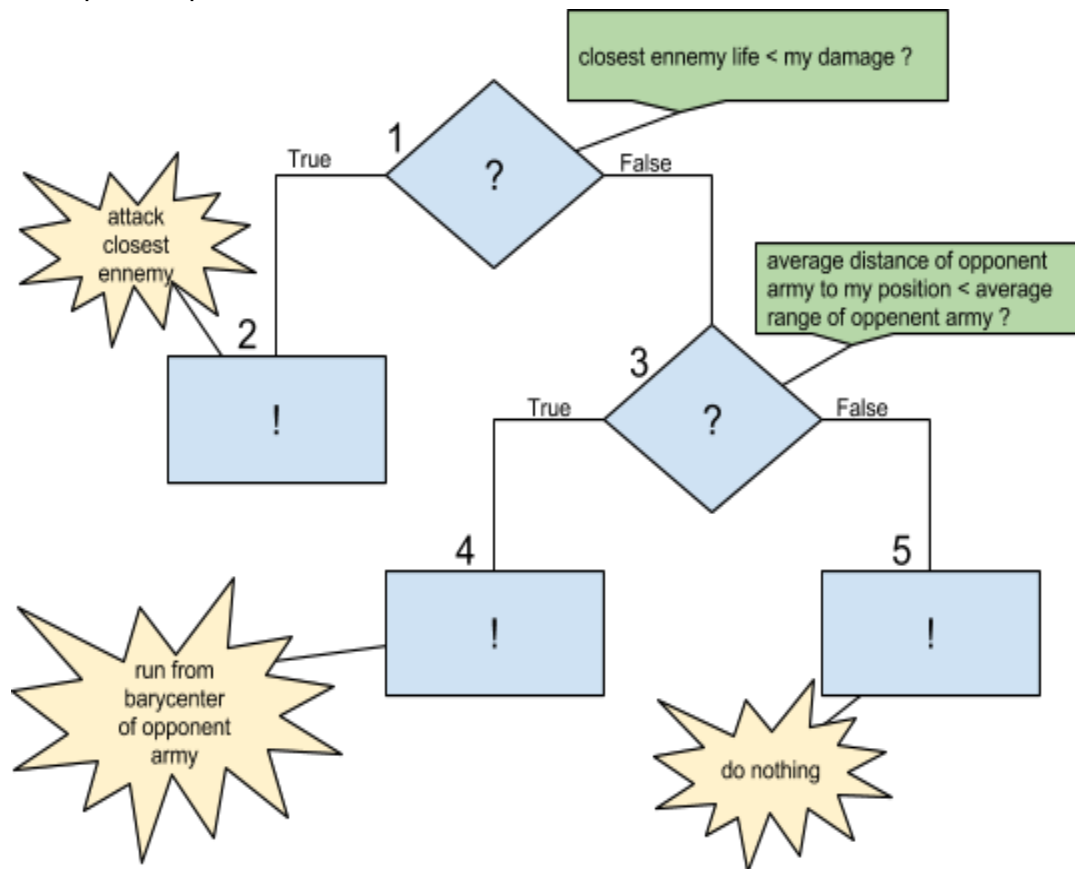 closest ennemy life < my damage ?
1
True
?
False
attack
closest
ennemy
average distance of opponent
army to my position < average
range of oppenent army ?
2
!
3
True
?
False
4
!
5
!
run from
barycenter
of opponent
army
do nothing